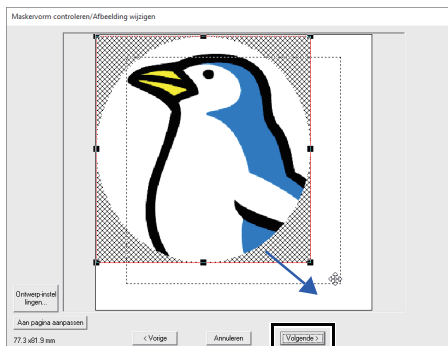 Maskervorm controleren/Afbeelding wijzigen
Ontwerp-instel
lingen...
Aan pagina aanpassen
77.3 x81.9 mm
< Vorige
Annuleren
Volgende >